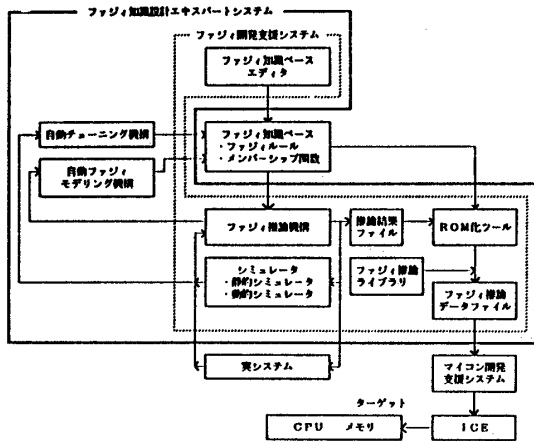 ファジィ知識設計エキスパートシステム
ファジィ開発支援システム
ファジィ知識ベース
エディタ
自動チューニング機構
ファジィ知識ベース
・ファジィルール
・メンバーシップ関数
自動ファジィ
モデリング機構
ファジィ推論機構
推論結果
ファイル
ROM化ツール
シミュレータ
・静的シミュレータ
・動的シミュレータ
ファジィ推論
ライブラリ
ファジィ推論
データファイル
実システム
マイコン開発
支援システム
ターゲット
CPU メモリ
ICE